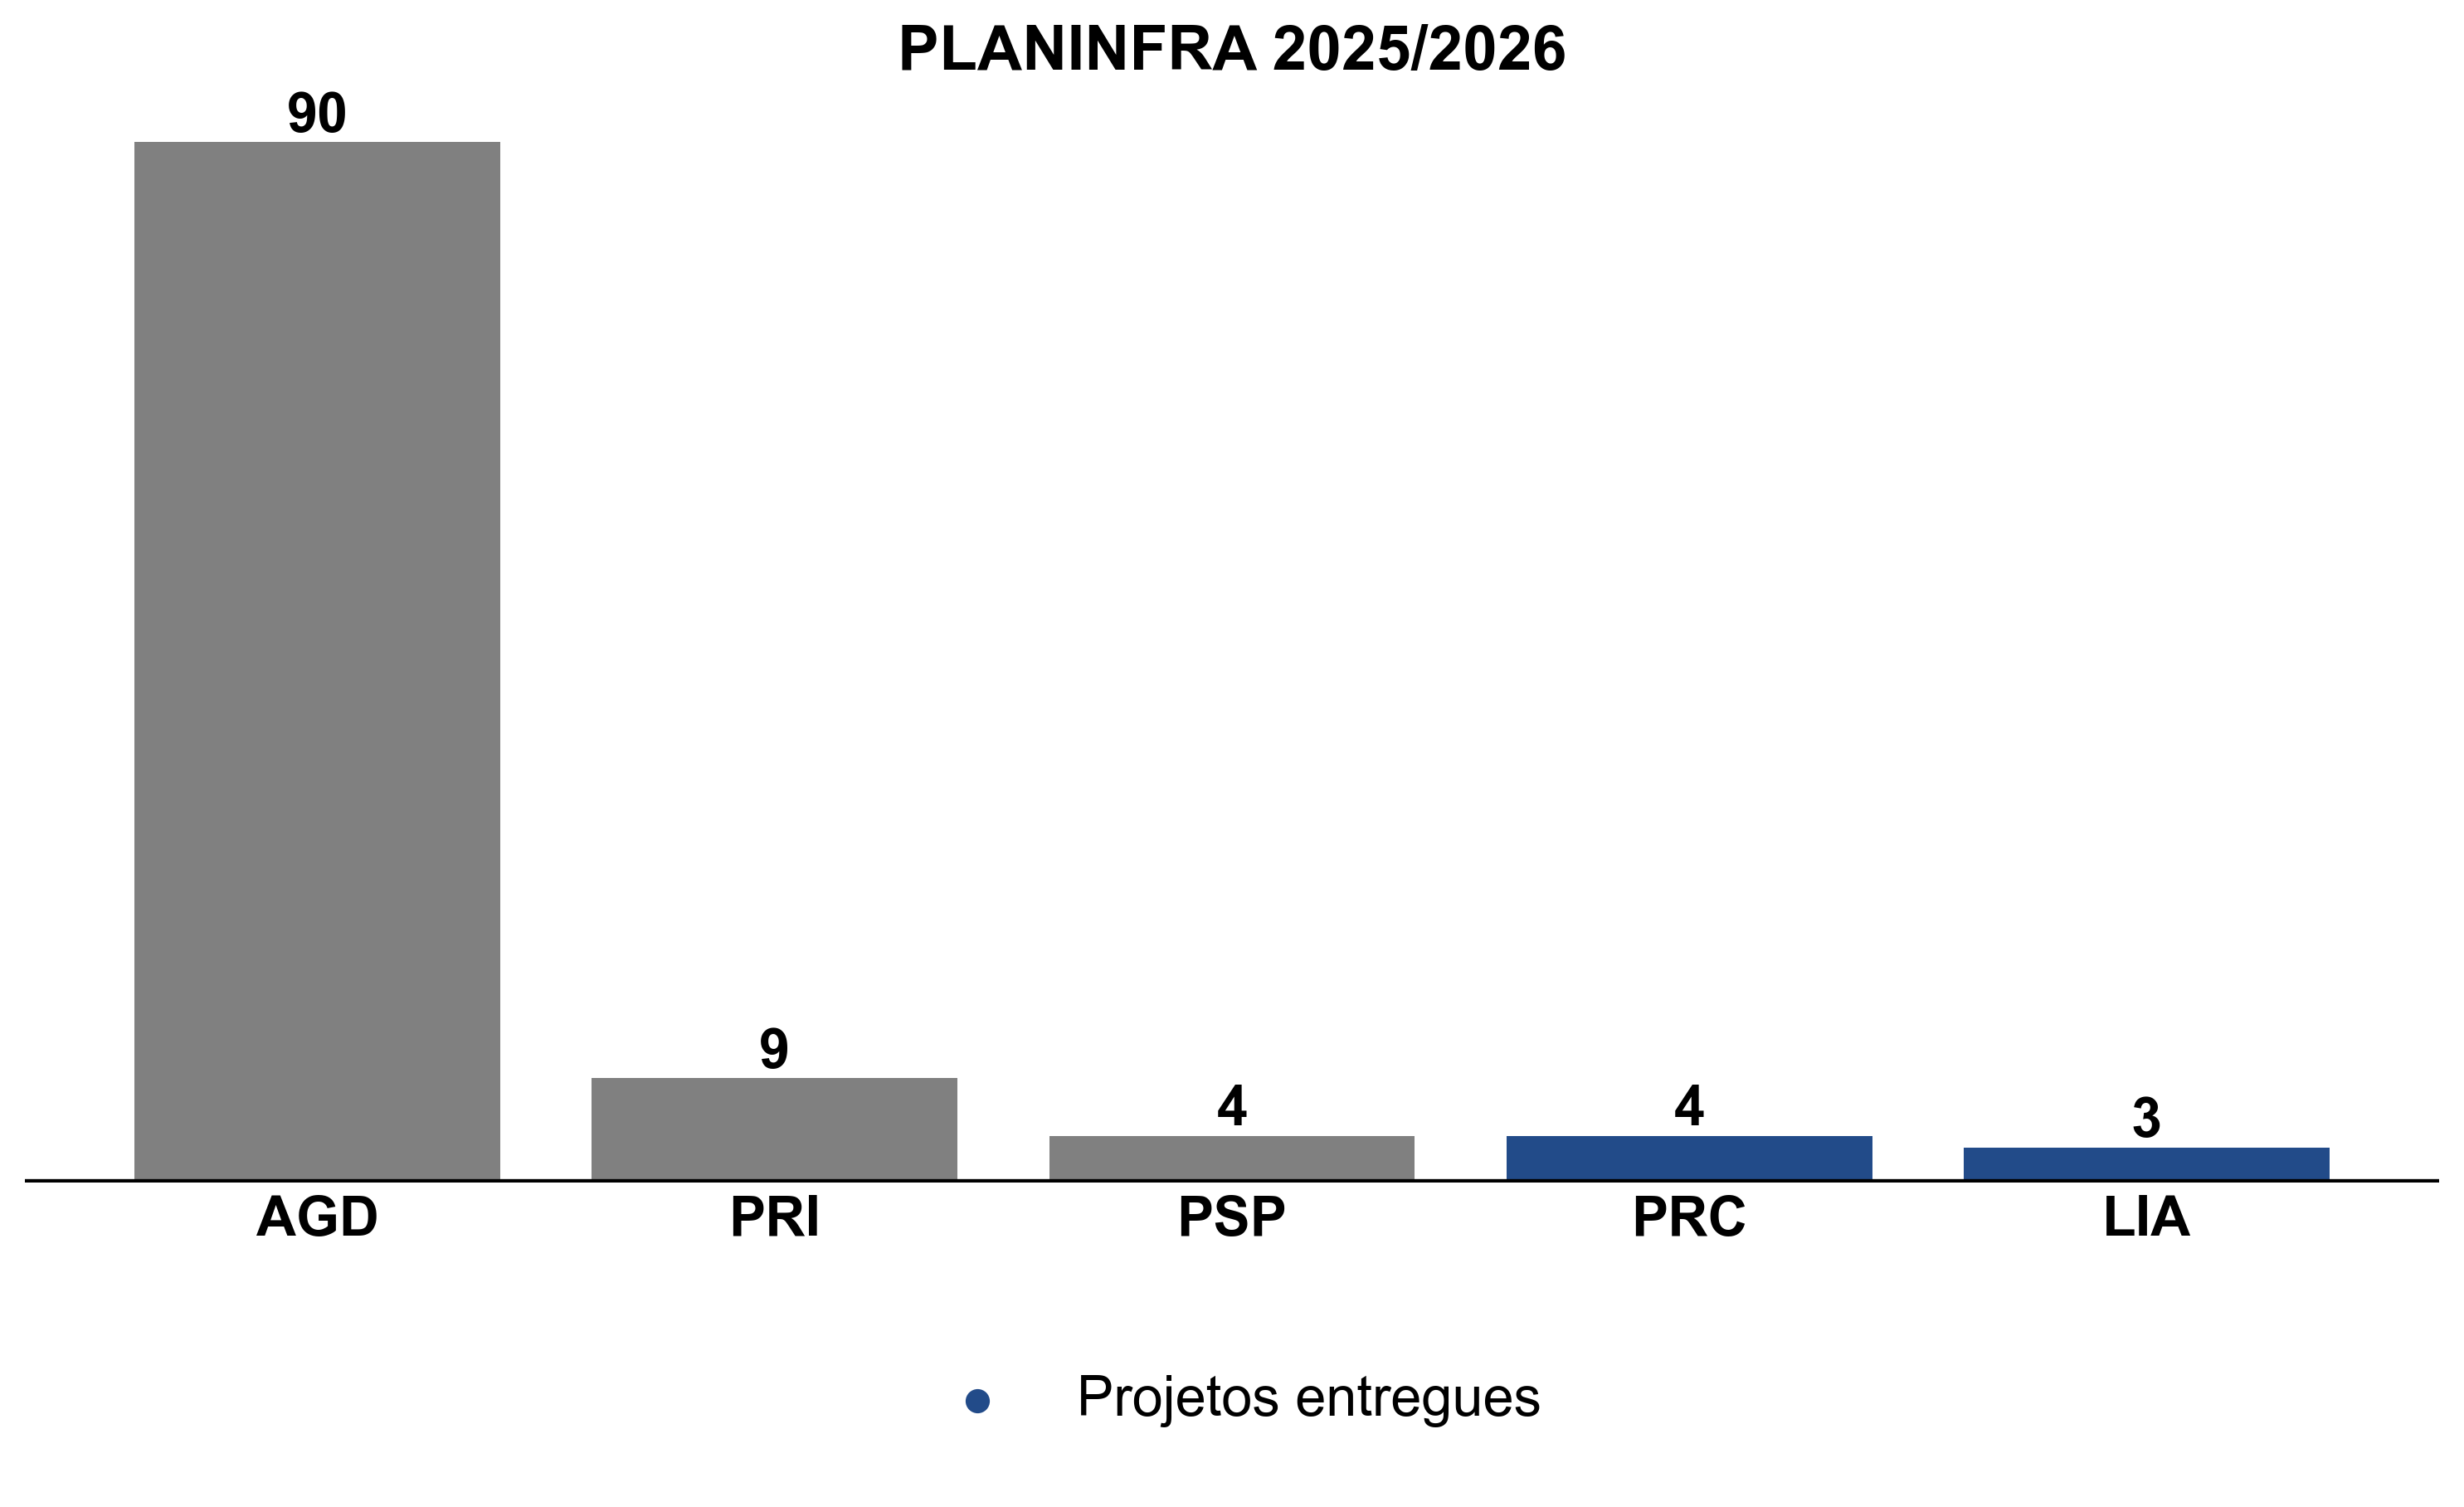 PLANINFRA 2025/2026
90
9
4
4
3
AGD
PRI
PSP
PRC
LIA
Projetos entregues